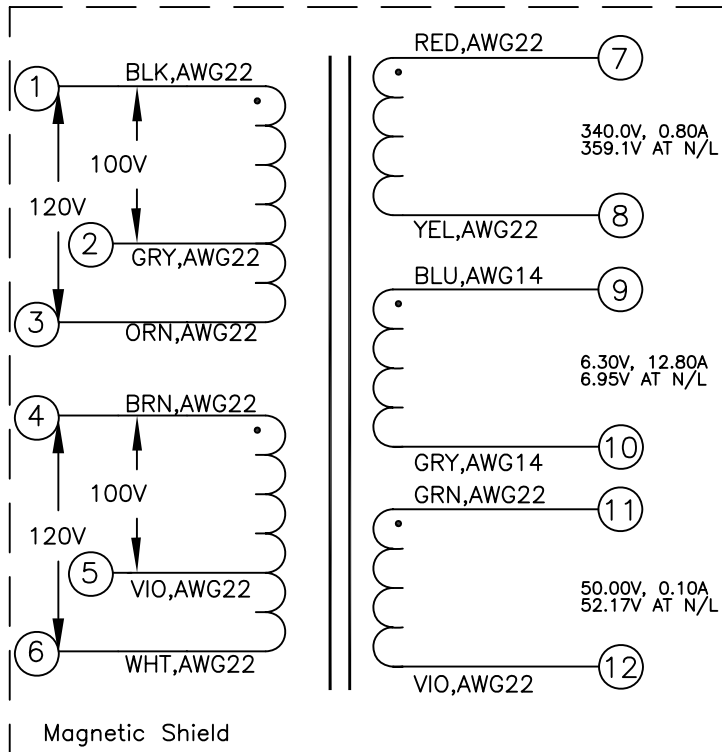 1
BLK,AWG22
100V
120V
2
GRY,AWG22
3
ORN,AWG22
4
BRN,AWG22
100V
120V
5
VIO,AWG22
6
WHT,AWG22
Magnetic Shield
RED,AWG22
7
340.0V, 0.80A
359.1V AT N/L
8
YEL,AWG22
BLU,AWG14
9
6.30V, 12.80A
6.95V AT N/L
10
GRY,AWG14
GRN,AWG22
11
50.00V, 0.10A
52.17V AT N/L
12
VIO,AWG22